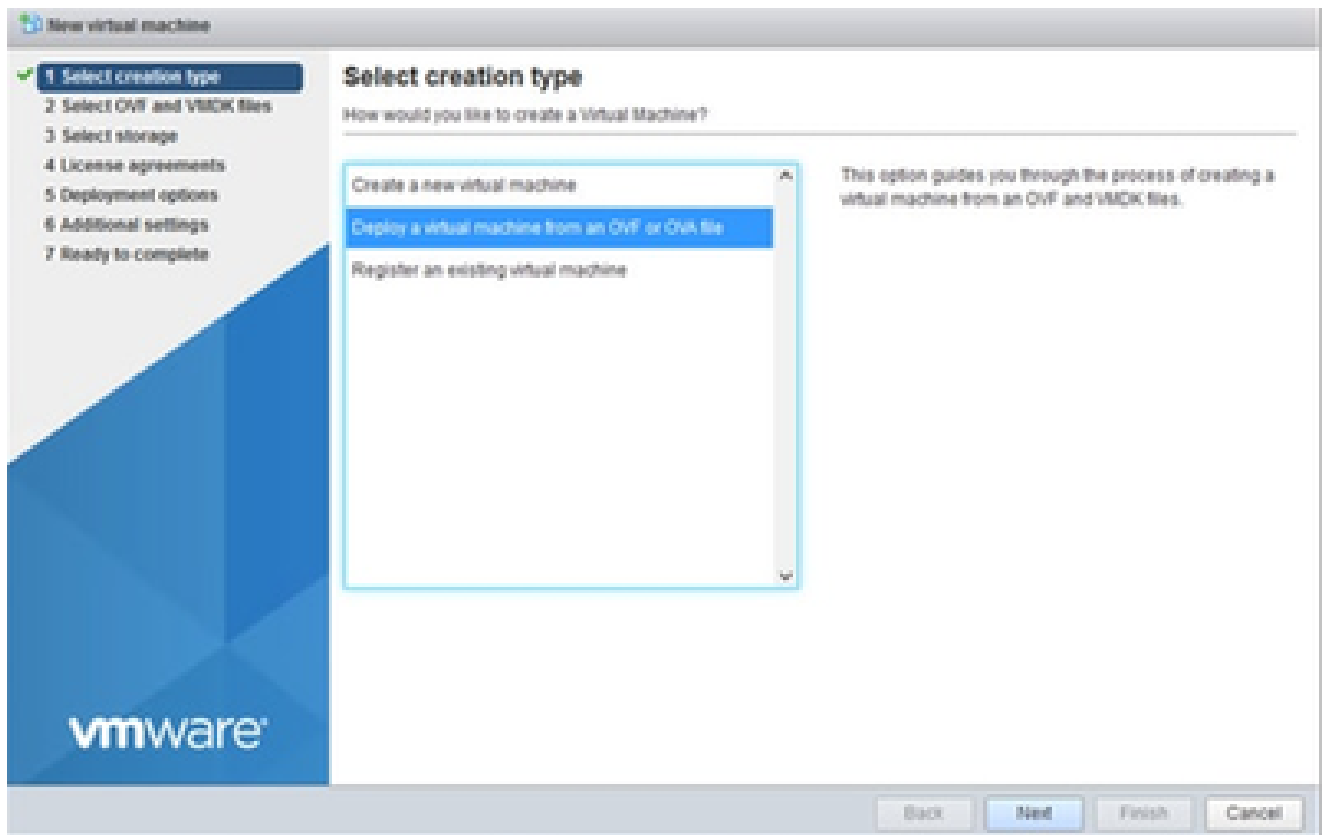 New virtual machine
1 Select creation type
2 Select OVF and VMDK files
3 Select storage
4 License agreements
5 Deployment options
6 Additional settings
7 Ready to complete
vmware
Select creation type
How would you like to create a Virtual Machine?
Create a new virtual machine
Deploy a virtual machine from an OVF or OVA file
Register an existing virtual machine
This option guides you through the process of creating a
virtual machine from an OVF and VMDK files.
Back
Next
Finish
Cancel